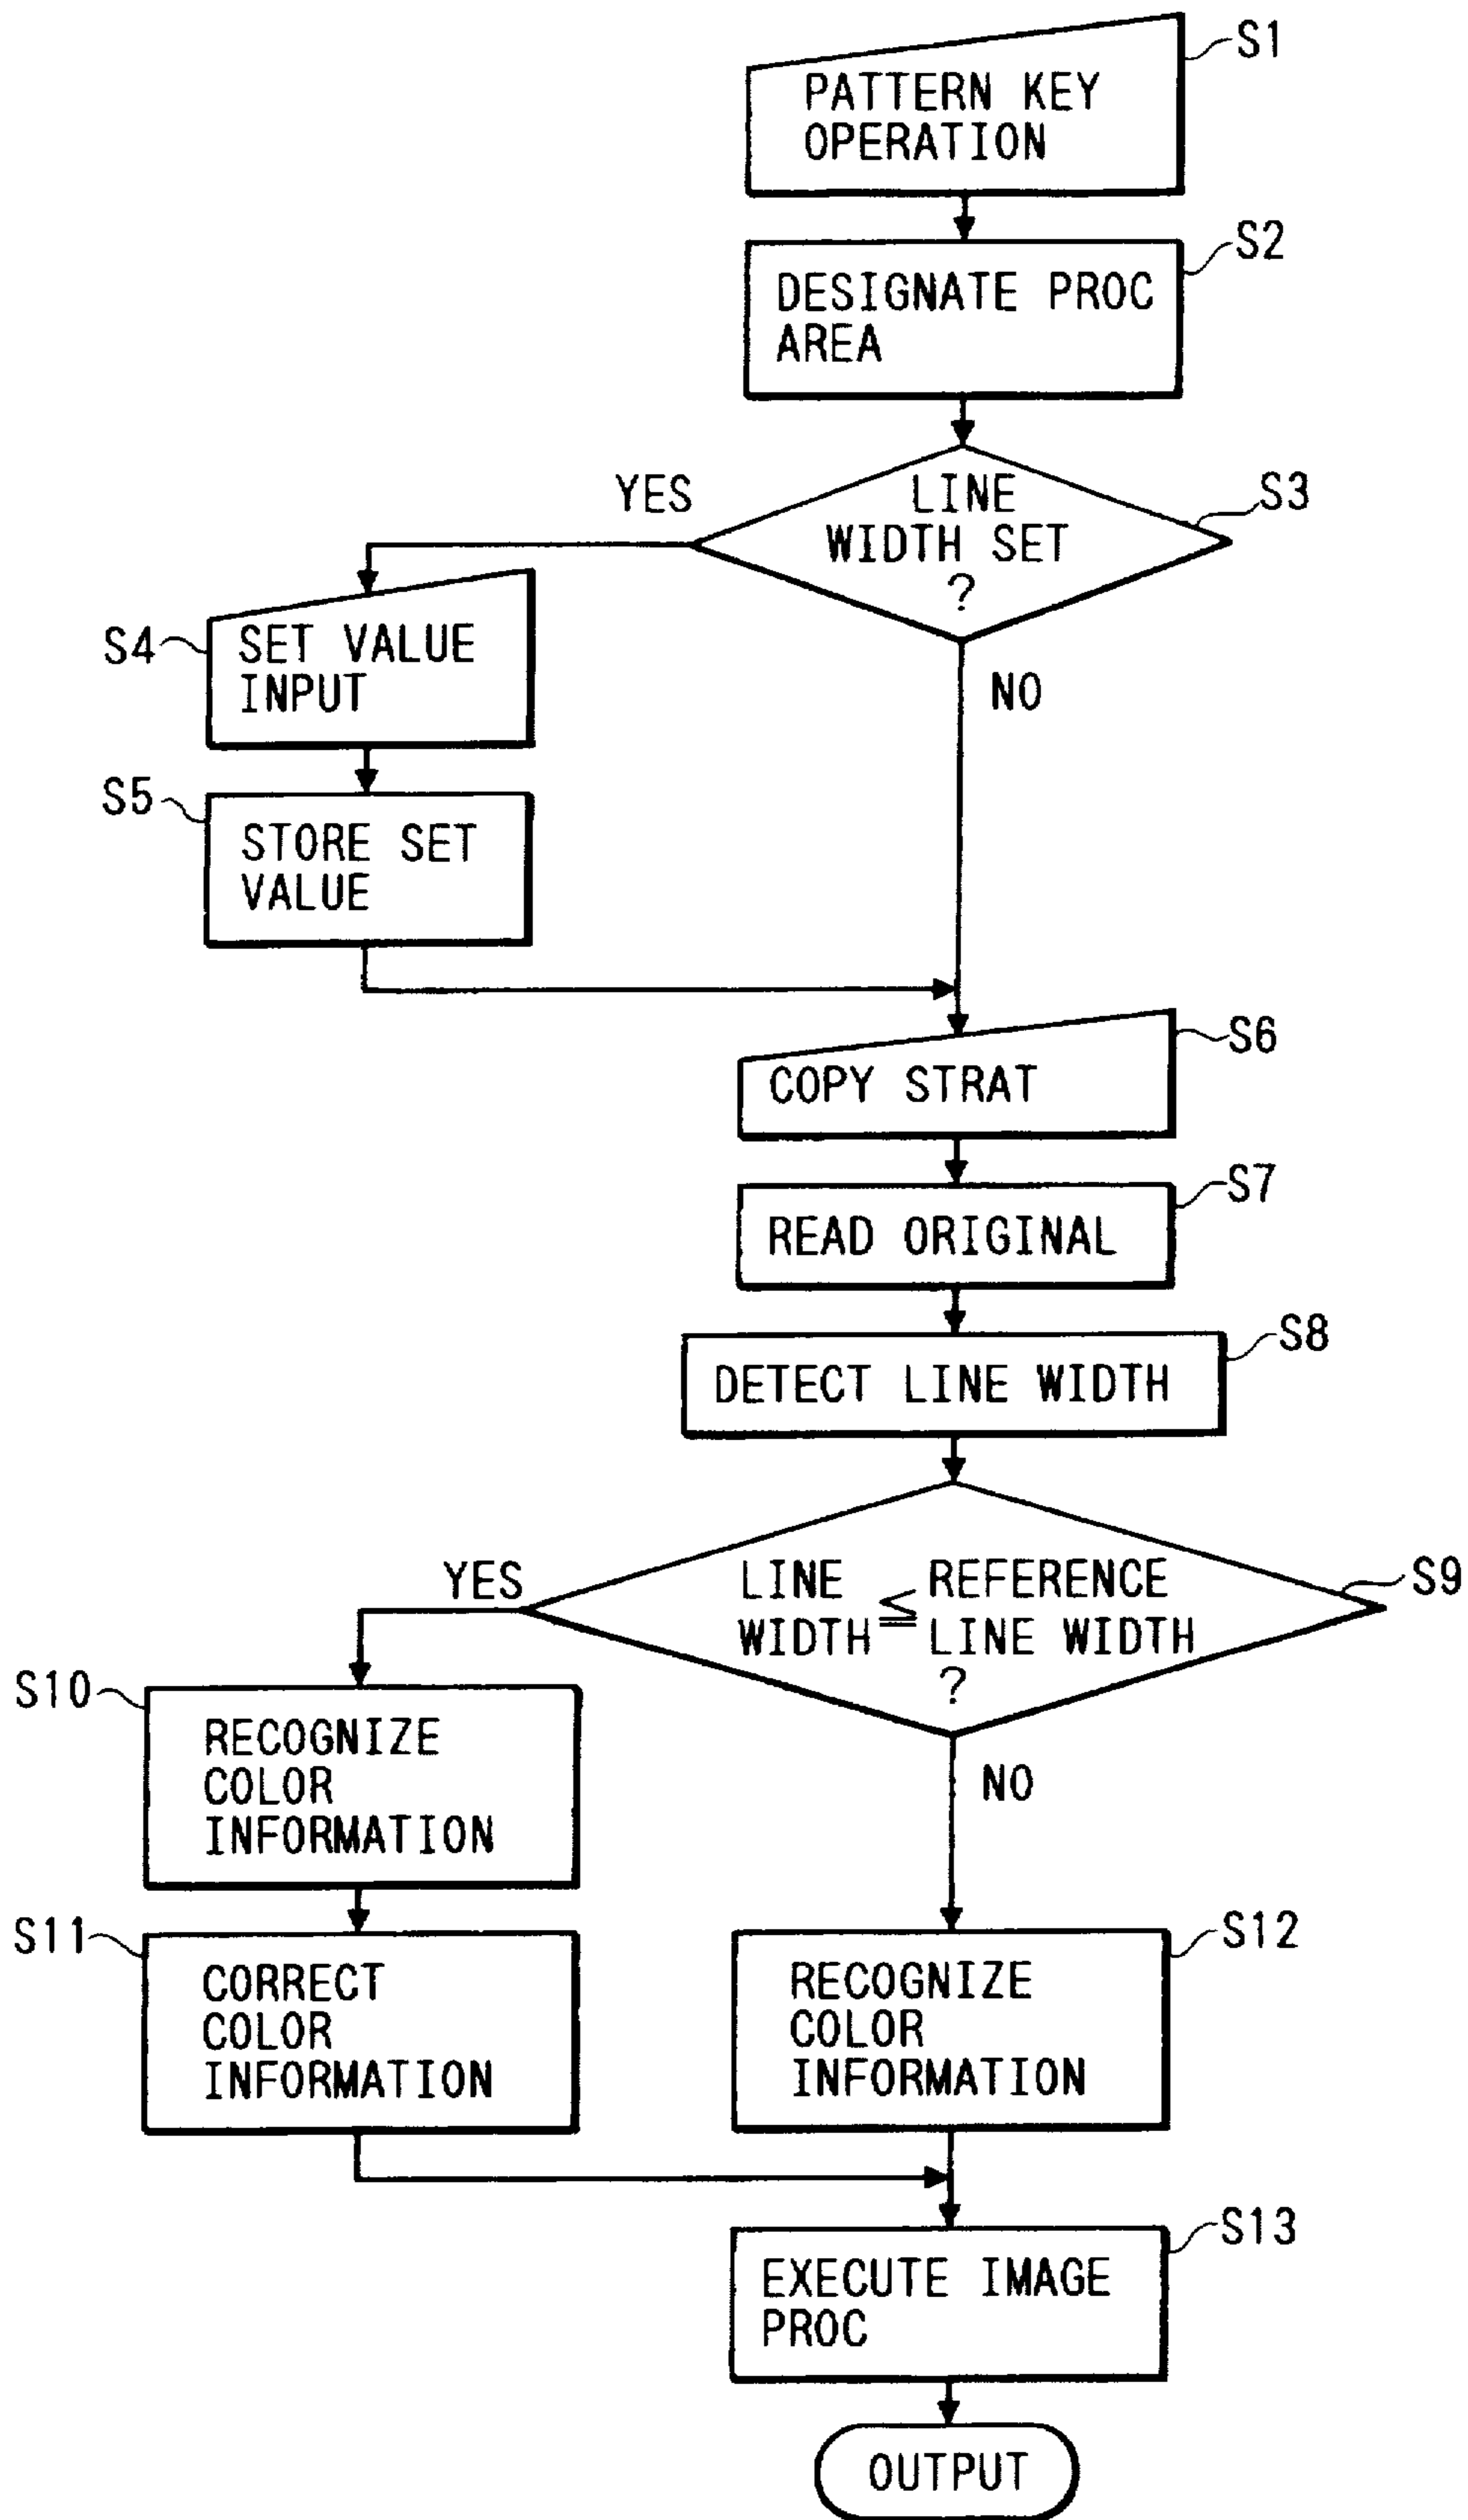 S1
PATTERN KEY
OPERATION
S2
DESIGNATE PROC
AREA
S3
YES
LINE
WIDTH SET
?
NO
S4
SET VALUE
INPUT
S5
STORE SET
VALUE
S6
COPY STRAT
S7
READ ORIGINAL
S8
DETECT LINE WIDTH
S9
YES
LINE REFERENCE
WIDTH ≦ LINE WIDTH
?
NO
S10
RECOGNIZE
COLOR
INFORMATION
S11
CORRECT
COLOR
INFORMATION
S12
RECOGNIZE
COLOR
INFORMATION
S13
EXECUTE IMAGE
PROC
OUTPUT